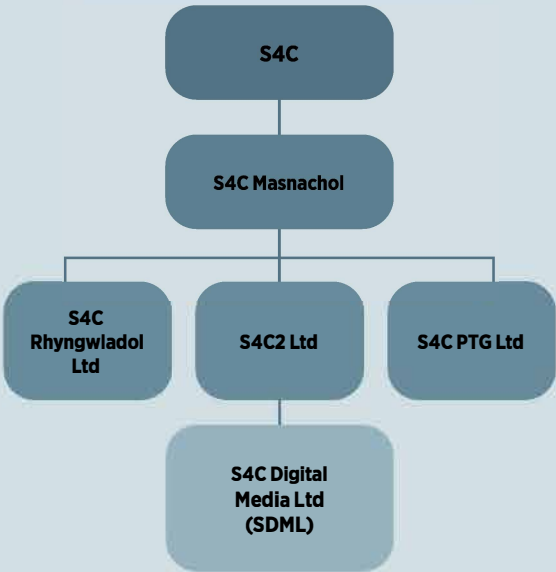 S4C
S4C Masnachol
S4C
Rhyngwladol
Ltd
S4C2 Ltd
S4C PTG Ltd
S4C Digital
Media Ltd
(SDML)